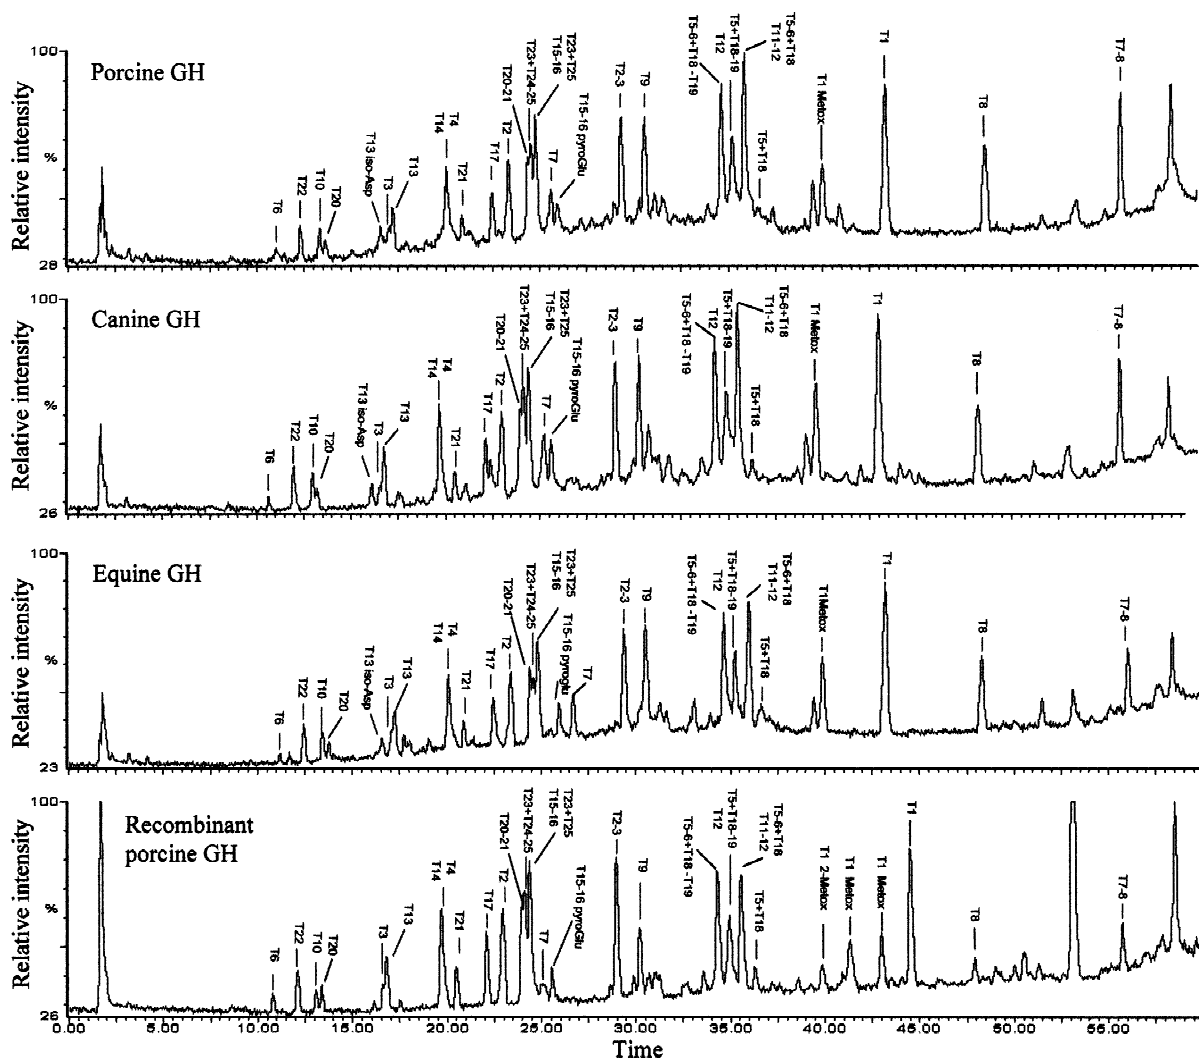 Porcine GH
Relative intensity
100
%
28
T6
T22
T10
T20
T13 iso-Asp
T3
T13
T14
T4
T21
T17
T2
T20-21
T23+T24-25
T15-16
T23+T25
T7
T15-16 pyroGlu
T2-3
T9
T5-6+T18 -T19
T12
T5+T18-19
T11-12
T5-6+T18
T5+T18
T1 Metox
T1
T8
T7-8
Canine GH
Relative intensity
100
%
26
T6
T22
T10
T20
T13 iso-Asp
T3
T13
T14
T4
T21
T17
T2
T20-21
T23+T24-25
T15-16
T23+T25
T7
T15-16 pyroGlu
T2-3
T9
T5-6+T18 -T19
T12
T5+T18-19
T11-12
T5-6+T18
T5+T18
T1 Metox
T1
T8
T7-8
Equine GH
Relative intensity
100
%
23
T6
T22
T10
T20
T13 iso-Asp
T3
T13
T14
T4
T21
T17
T2
T20-21
T23+T24-25
T15-16
T23+T25
T15-16 pyroglu
T7
T2-3
T9
T5-6+T18 -T19
T12
T5+T18-19
T11-12
T5-6+T18
T5+T18
T1Metox
T1
T8
T7-8
Recombinant
porcine GH
Relative intensity
100
%
26
T6
T22
T10
T20
T3
T13
T14
T4
T21
T17
T2
T20-21
T23+T24-25
T15-16
T23+T25
T7
T15-16 pyroGlu
T2-3
T9
T5-6+T18 -T19
T12
T5+T18-19
T11-12
T5-6+T18
T5+T18
T1 2-Metox
T1 Metox
T1 Metox
T1
T8
T7-8
0.00 5.00 10.00 15.00 20.00 25.00 30.00 35.00 40.00 45.00 50.00 55.00
Time